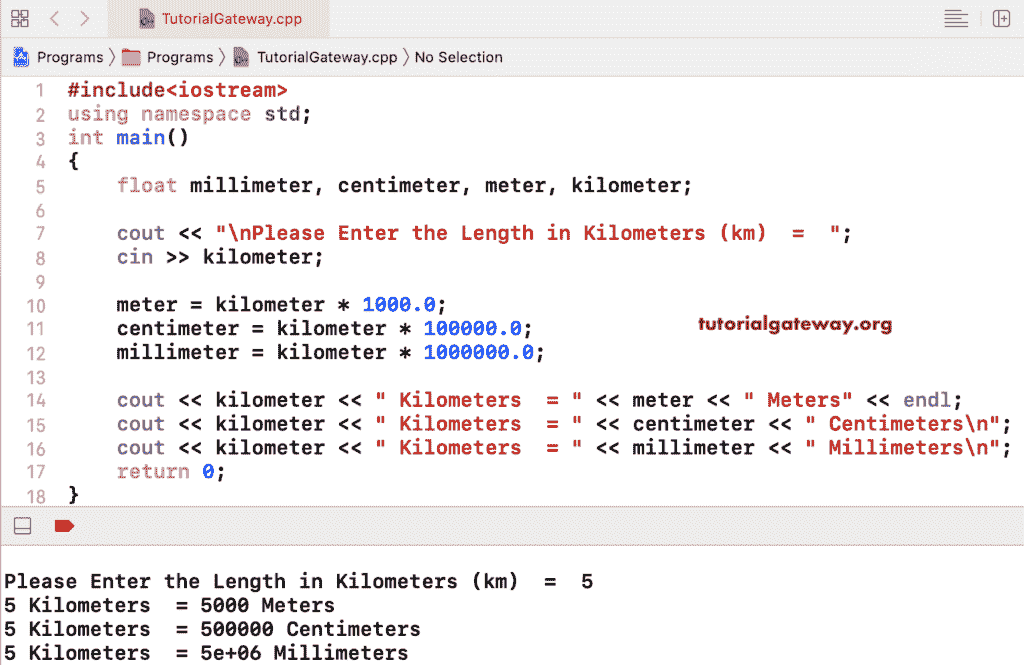 TutorialGateway.cpp
Programs Programs TutorialGateway.cpp No Selection
1 #include<iostream>
2 using namespace std;
3 int main()
4 {
5 float millimeter, centimeter, meter, kilometer;
6
7 cout << "\nPlease Enter the Length in Kilometers (km)  =  ";
8 cin >> kilometer;
9
10 meter = kilometer * 1000.0;
11 centimeter = kilometer * 100000.0;
tutorialgateway.org
12 millimeter = kilometer * 1000000.0;
13
14 cout << kilometer << " Kilometers  = " << meter << " Meters" << endl;
15 cout << kilometer << " Kilometers  = " << centimeter << " Centimeters\n";
16 cout << kilometer << " Kilometers  = " << millimeter << " Millimeters\n";
17 return 0;
18 }
Please Enter the Length in Kilometers (km)  =  5
5 Kilometers  = 5000 Meters
5 Kilometers  = 500000 Centimeters
5 Kilometers  = 5e+06 Millimeters